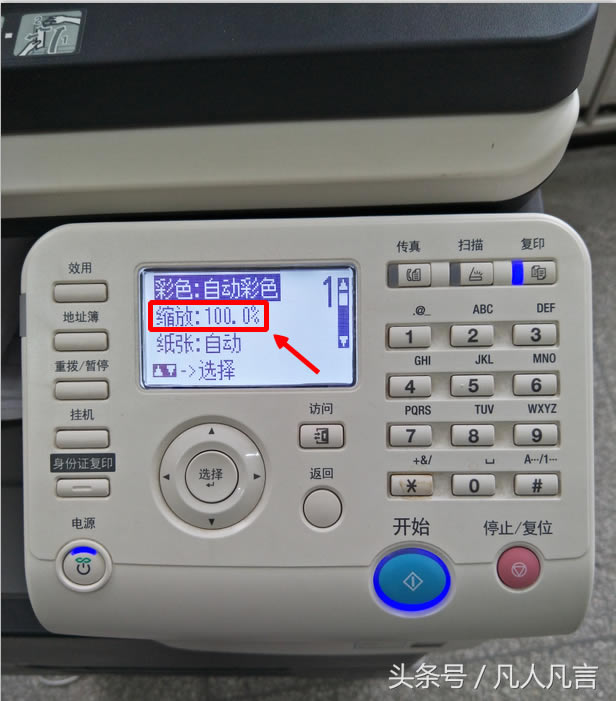 传真 扫描 复印
效用
地址簿
重拨/暂停
挂机
身份证复印
电源
彩色:自动彩色
缩放:100.0%
纸张:自动
->选择
1
访问
返回
选择
.@_ ABC DEF
1 2 3
GHI JKL MNO
4 5 6
PQRS TUV WXYZ
7 8 9
+&/ ␣ A···/1···
* 0 #
开始 停止/复位
头条号 / 凡人凡言